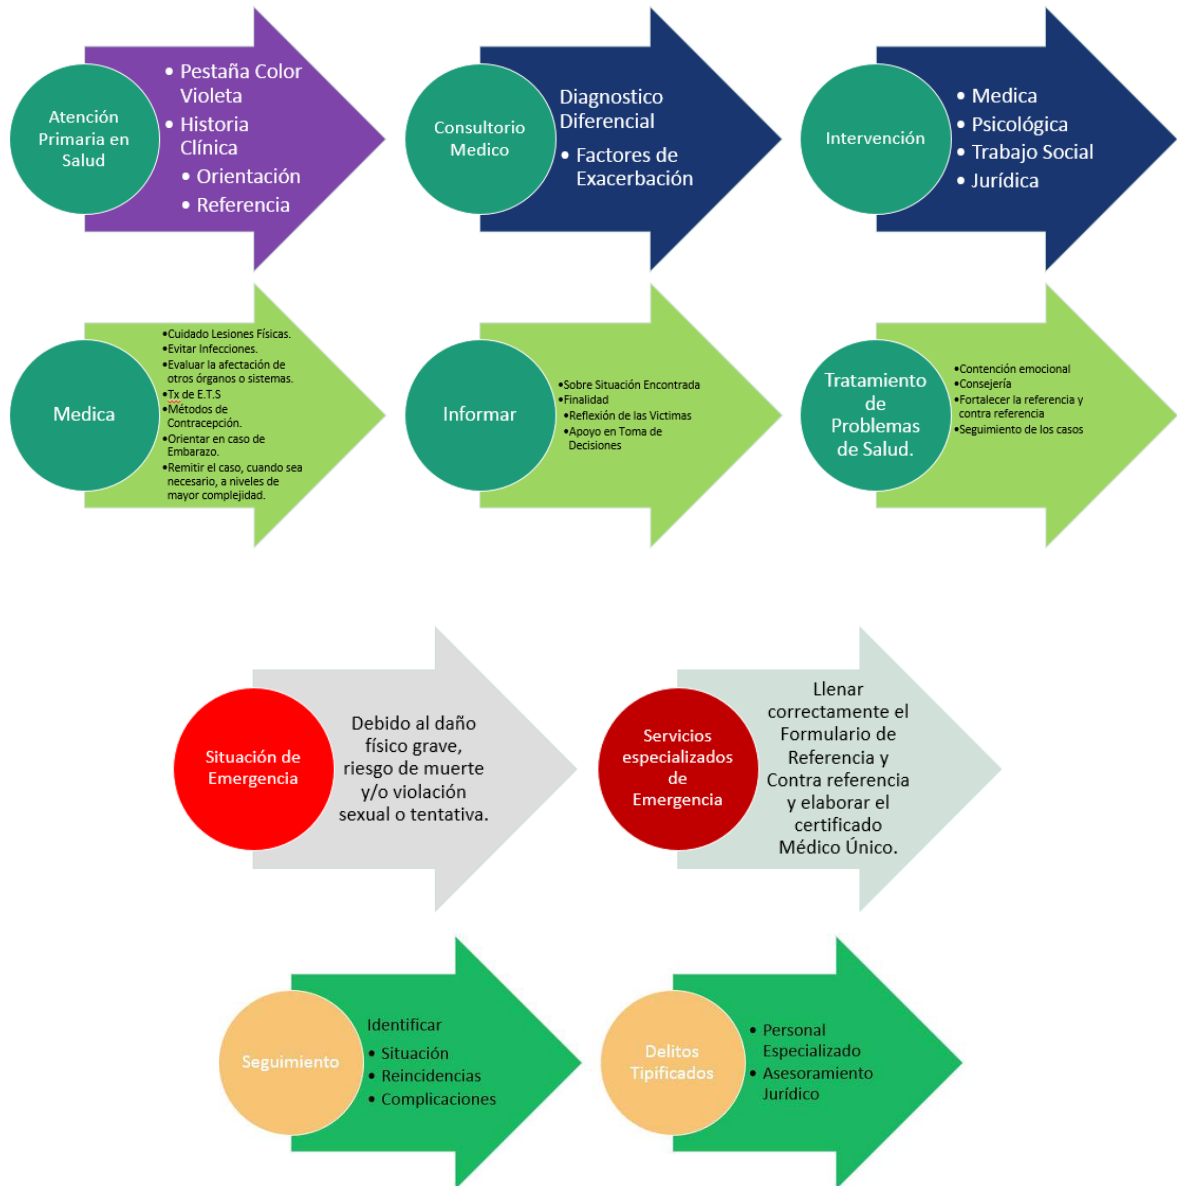 Atención
Primaria en
Salud
• Pestaña Color
Violeta
• Historia
Clínica
• Orientación
• Referencia
Consultorio
Medico
Diagnostico
Diferencial
• Factores de
Exacerbación
Intervención
• Medica
• Psicológica
• Trabajo Social
• Jurídica
Medica
•Cuidado Lesiones Físicas.
•Evitar Infecciones.
•Evaluar la afectación de
otros órganos o sistemas.
•Tx de E.T.S
•Métodos de
Contracepción.
•Orientar en caso de
Embarazo.
•Remitir el caso, cuando sea
necesario, a niveles de
mayor complejidad.
Informar
•Sobre Situación Encontrada
•Finalidad
•Reflexión de las Victimas
•Apoyo en Toma de
Decisiones
Tratamiento
de
Problemas
de Salud.
•Contención emocional
•Consejería
•Fortalecer la referencia y
contra referencia
•Seguimiento de los casos
Situación de
Emergencia
Debido al daño
físico grave,
riesgo de muerte
y/o violación
sexual o tentativa.
Servicios
especializados
de
Emergencia
Llenar
correctamente el
Formulario de
Referencia y
Contra referencia
y elaborar el
certificado
Médico Único.
Seguimiento
Identificar
• Situación
• Reincidencias
• Complicaciones
Delitos
Tipificados
• Personal
Especializado
• Asesoramiento
Jurídico